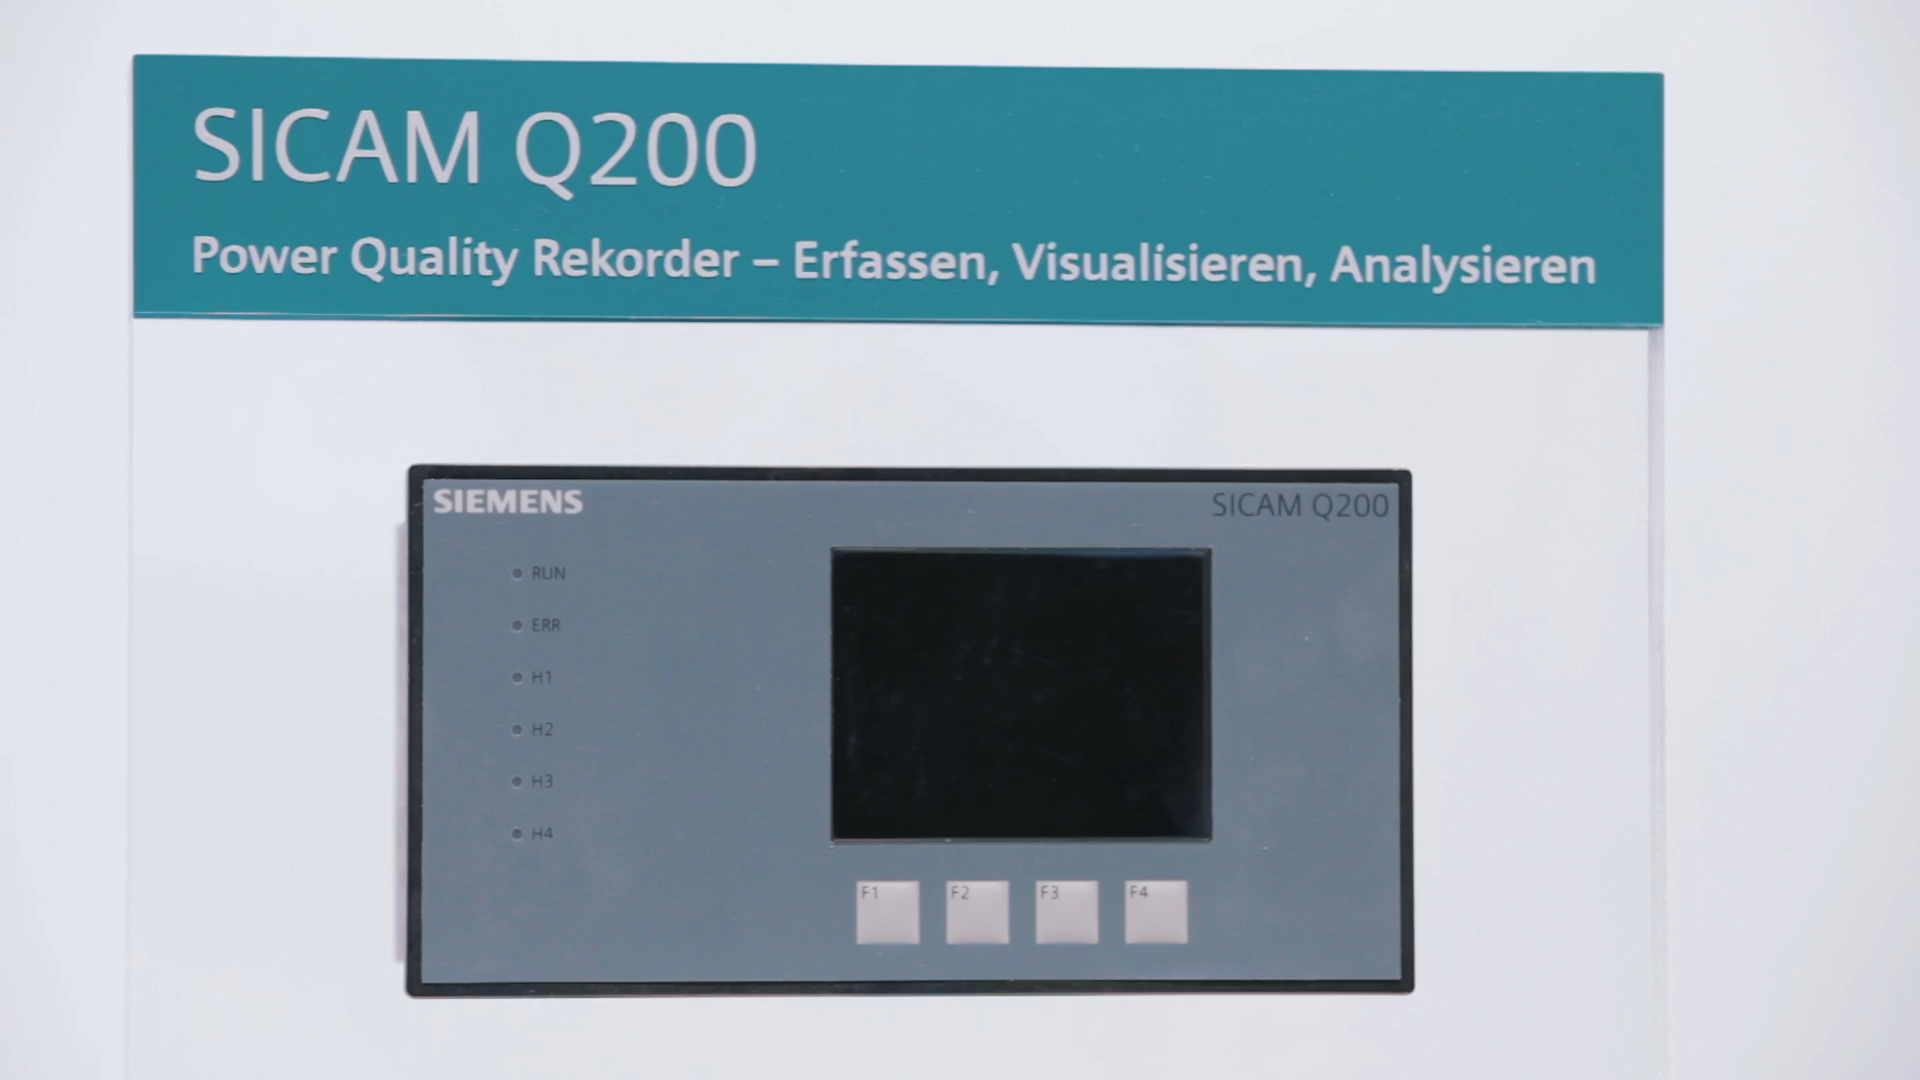 SICAM Q200
Power Quality Rekorder – Erfassen, Visualisieren, Analysieren
SIEMENS
SICAM Q200
RUN
ERR
H1
H2
H3
H4
F1 F2 F3 F4